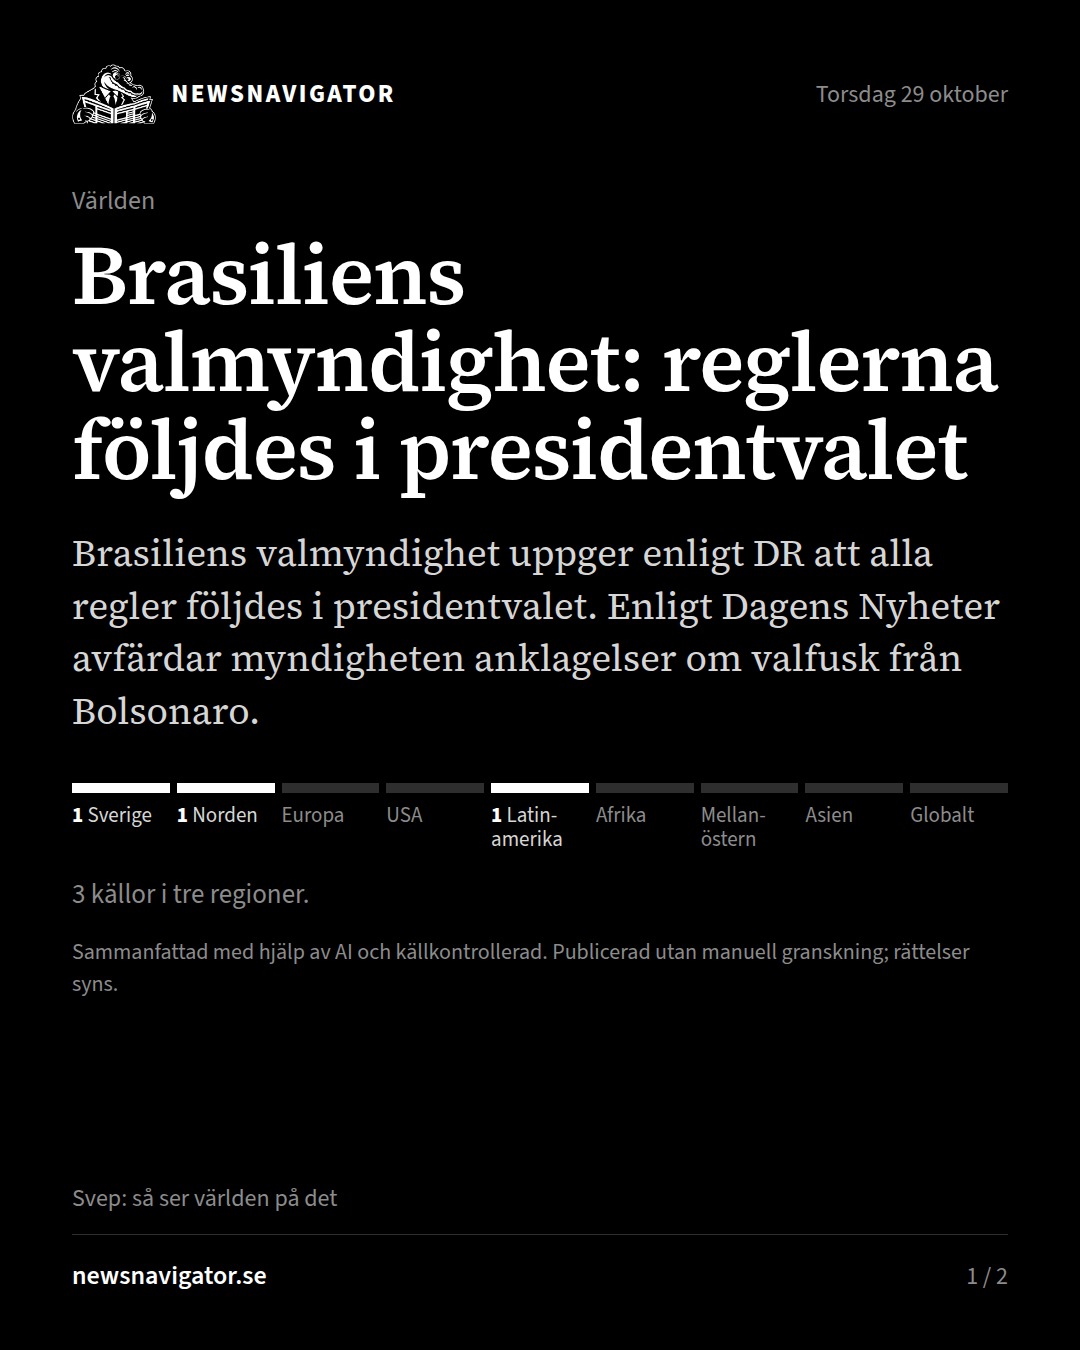 NEWSNAVIGATOR
Torsdag 29 oktober
Världen
Brasiliens
valmyndighet: reglerna
följdes i presidentvalet
Brasiliens valmyndighet uppger enligt DR att alla
regler följdes i presidentvalet. Enligt Dagens Nyheter
avfärdar myndigheten anklagelser om valfusk från
Bolsonaro.
1 Sverige
1 Norden
Europa
USA
1 Latin-
amerika
Afrika
Mellan-
östern
Asien
Globalt
3 källor i tre regioner.
Sammanfattad med hjälp av AI och källkontrollerad. Publicerad utan manuell granskning; rättelser
syns.
Svep: så ser världen på det
newsnavigator.se
1 / 2